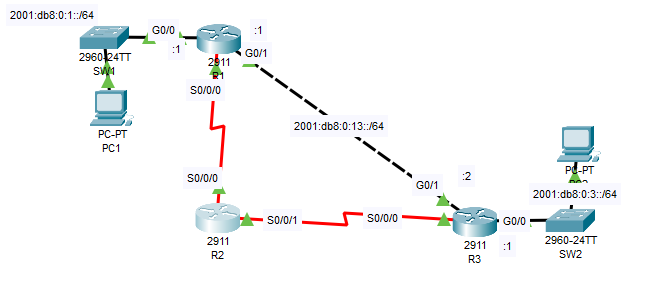 2001:db8:0:1::/64
G0/0
:1
:1
2960-24TT
SW1
2911
R1
G0/1
S0/0/0
PC-PT
PC1
2001:db8:0:13::/64
PC-PT
S0/0/0
:2
G0/1
2001:db8:0:3::/64
S0/0/1
S0/0/0
G0/0
2911
R2
2911
R3
:1
2960-24TT
SW2